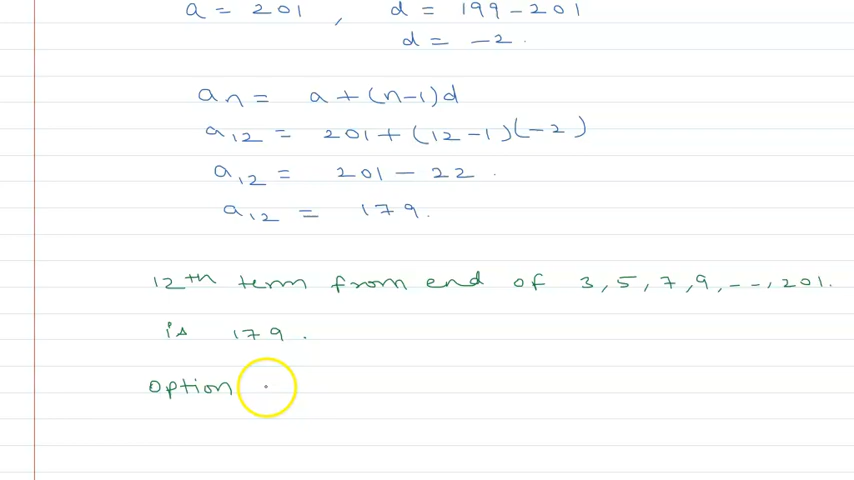 a = 201 , d = 199 - 201
d = -2.
an = a + (n-1)d
a12 = 201 + (12-1)(-2)
a12 = 201 - 22.
a12 = 179.
12th term from end of 3, 5, 7, 9, - - , 201.
is 179.
option